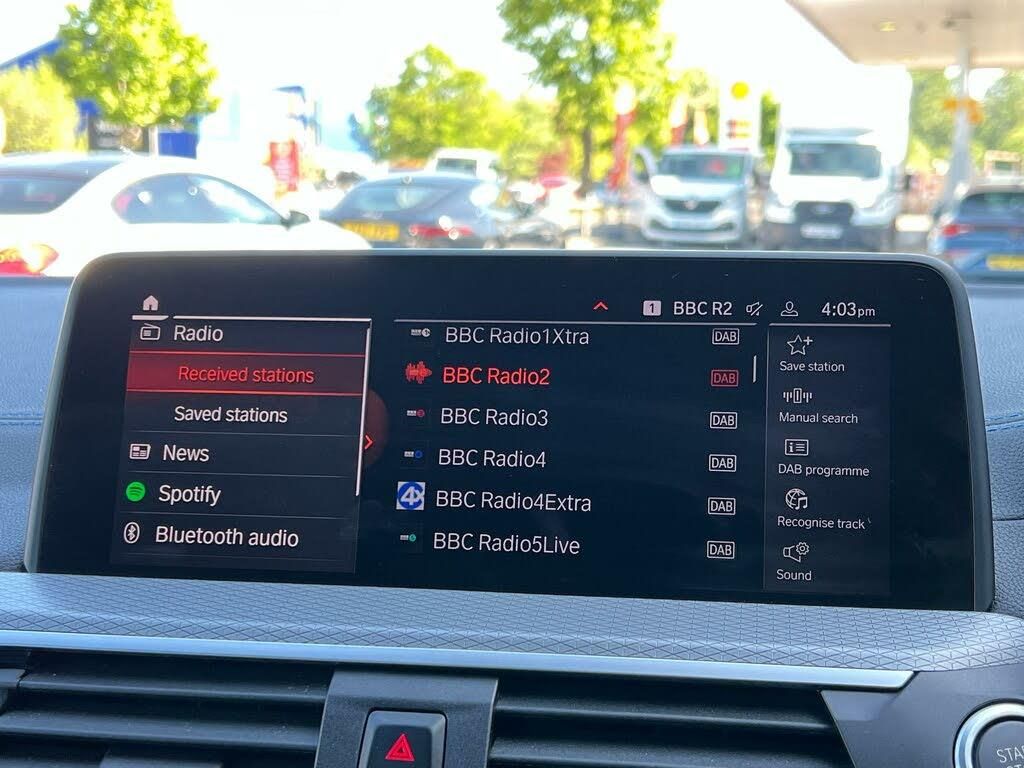 1 BBC R2 4:03pm
Radio
Received stations
Saved stations
News
Spotify
Bluetooth audio
BBC Radio1Xtra DAB
BBC Radio2 DAB
BBC Radio3 DAB
BBC Radio4 DAB
4X BBC Radio4Extra DAB
BBC Radio5Live DAB
Save station
Manual search
DAB programme
Recognise track
Sound